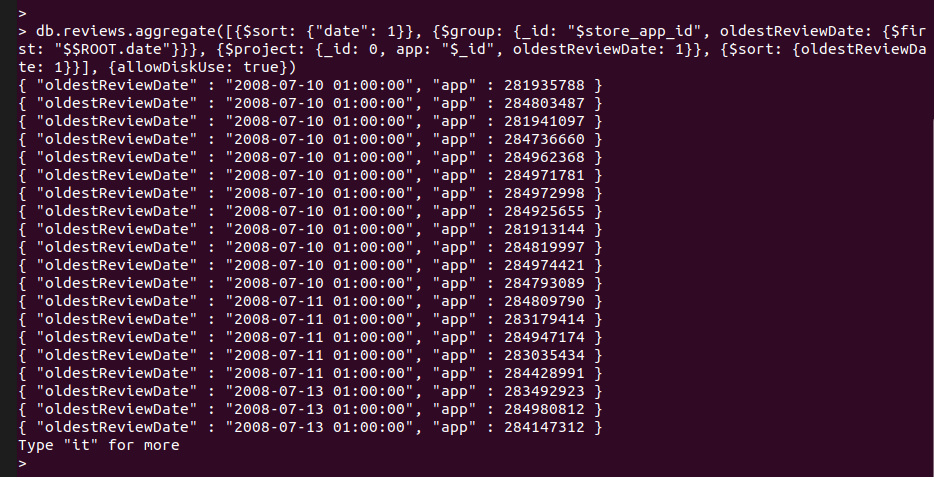 >
> db.reviews.aggregate([{$sort: {"date": 1}}, {$group: {_id: "$store_app_id", oldestReviewDate: {$fir
st: "$$ROOT.date"}}}, {$project: {_id: 0, app: "$_id", oldestReviewDate: 1}}, {$sort: {oldestReviewDa
te: 1}}], {allowDiskUse: true})
{ "oldestReviewDate" : "2008-07-10 01:00:00", "app" : 281935788 }
{ "oldestReviewDate" : "2008-07-10 01:00:00", "app" : 284803487 }
{ "oldestReviewDate" : "2008-07-10 01:00:00", "app" : 281941097 }
{ "oldestReviewDate" : "2008-07-10 01:00:00", "app" : 284736660 }
{ "oldestReviewDate" : "2008-07-10 01:00:00", "app" : 284962368 }
{ "oldestReviewDate" : "2008-07-10 01:00:00", "app" : 284971781 }
{ "oldestReviewDate" : "2008-07-10 01:00:00", "app" : 284972998 }
{ "oldestReviewDate" : "2008-07-10 01:00:00", "app" : 284925655 }
{ "oldestReviewDate" : "2008-07-10 01:00:00", "app" : 281913144 }
{ "oldestReviewDate" : "2008-07-10 01:00:00", "app" : 284819997 }
{ "oldestReviewDate" : "2008-07-10 01:00:00", "app" : 284974421 }
{ "oldestReviewDate" : "2008-07-10 01:00:00", "app" : 284793089 }
{ "oldestReviewDate" : "2008-07-11 01:00:00", "app" : 284809790 }
{ "oldestReviewDate" : "2008-07-11 01:00:00", "app" : 283179414 }
{ "oldestReviewDate" : "2008-07-11 01:00:00", "app" : 284947174 }
{ "oldestReviewDate" : "2008-07-11 01:00:00", "app" : 283035434 }
{ "oldestReviewDate" : "2008-07-11 01:00:00", "app" : 284428991 }
{ "oldestReviewDate" : "2008-07-13 01:00:00", "app" : 283492923 }
{ "oldestReviewDate" : "2008-07-13 01:00:00", "app" : 284980812 }
{ "oldestReviewDate" : "2008-07-13 01:00:00", "app" : 284147312 }
Type "it" for more
>